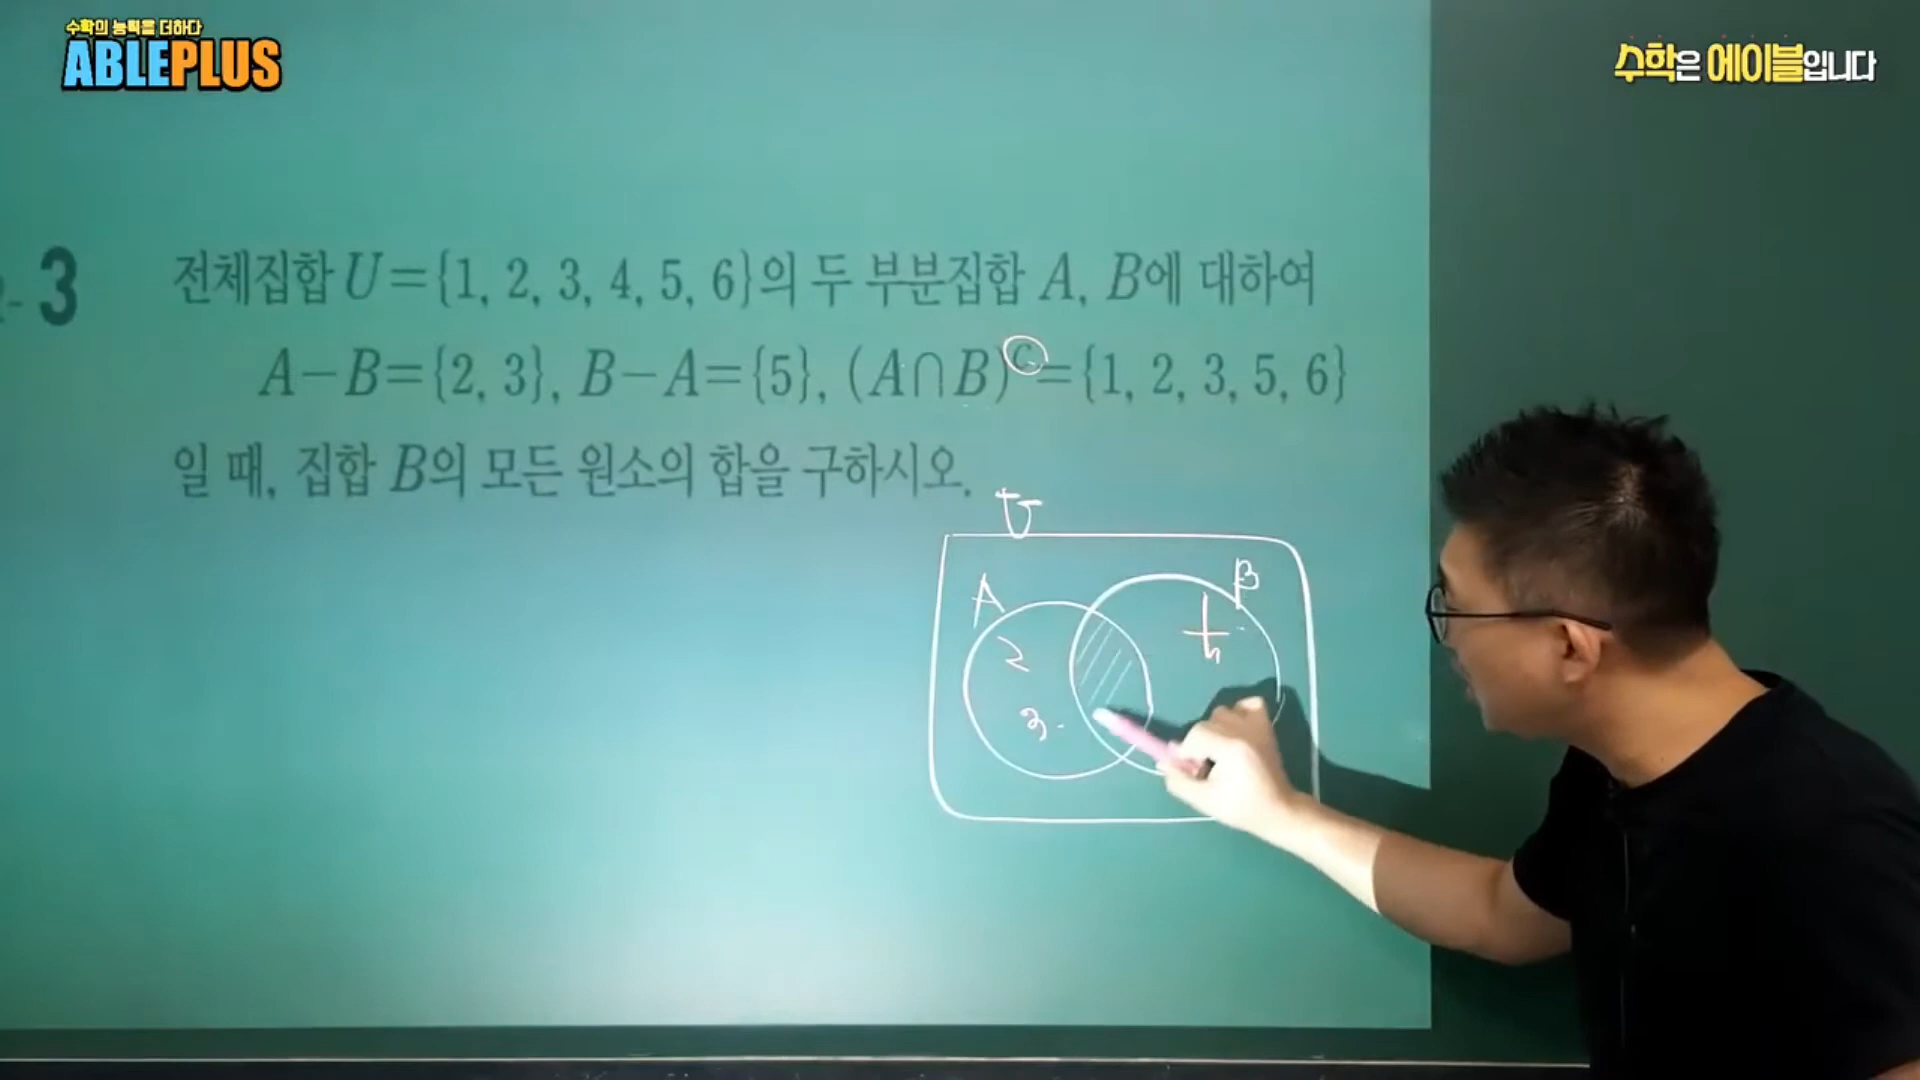 수학의 능력을 더하다
ABLEPLUS
수학은 에이블입니다
3
전체집합 U={1, 2, 3, 4, 5, 6}의 두 부분집합 A, B에 대하여
A-B={2, 3}, B-A={5}, (A∩B)ᶜ={1, 2, 3, 5, 6}
일 때, 집합 B의 모든 원소의 합을 구하시오.
U
A
B
2
3